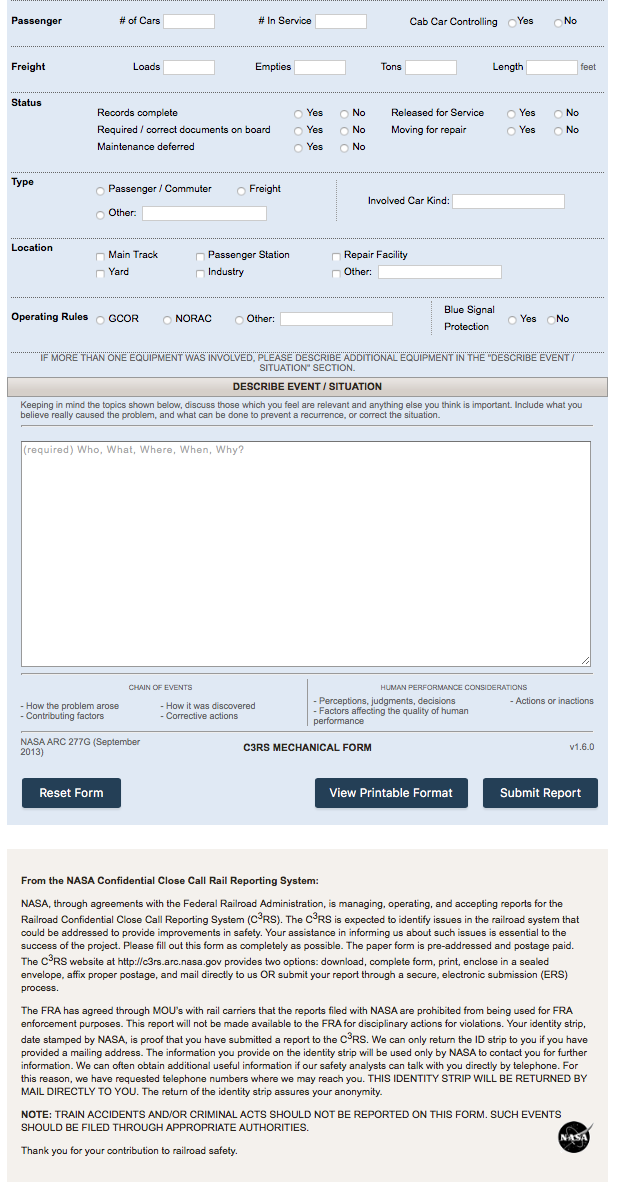 Passenger # of Cars # In Service Cab Car Controlling Yes No
Freight Loads Empties Tons Length feet
Status
Records complete Yes No Released for Service Yes No
Required / correct documents on board Yes No Moving for repair Yes No
Maintenance deferred Yes No
Type
Passenger / Commuter Freight
Involved Car Kind:
Other:
Location
Main Track Passenger Station Repair Facility
Yard Industry Other:
Operating Rules GCOR NORAC Other: Blue Signal Protection Yes No
IF MORE THAN ONE EQUIPMENT WAS INVOLVED, PLEASE DESCRIBE ADDITIONAL EQUIPMENT IN THE "DESCRIBE EVENT /
SITUATION" SECTION.
DESCRIBE EVENT / SITUATION
Keeping in mind the topics shown below, discuss those which you feel are relevant and anything else you think is important. Include what you
believe really caused the problem, and what can be done to prevent a recurrence, or correct the situation.
(required) Who, What, Where, When, Why?
CHAIN OF EVENTS
- How the problem arose - How it was discovered
- Contributing factors - Corrective actions
HUMAN PERFORMANCE CONSIDERATIONS
- Perceptions, judgments, decisions - Actions or inactions
- Factors affecting the quality of human
performance
NASA ARC 277G (September
2013)
C3RS MECHANICAL FORM
v1.6.0
Reset Form View Printable Format Submit Report
From the NASA Confidential Close Call Rail Reporting System:
NASA, through agreements with the Federal Railroad Administration, is managing, operating, and accepting reports for the
Railroad Confidential Close Call Reporting System (C3RS). The C3RS is expected to identify issues in the railroad system that
could be addressed to provide improvements in safety. Your assistance in informing us about such issues is essential to the
success of the project. Please fill out this form as completely as possible. The paper form is pre-addressed and postage paid.
The C3RS website at http://c3rs.arc.nasa.gov provides two options: download, complete form, print, enclose in a sealed
envelope, affix proper postage, and mail directly to us OR submit your report through a secure, electronic submission (ERS)
process.
The FRA has agreed through MOU's with rail carriers that the reports filed with NASA are prohibited from being used for FRA
enforcement purposes. This report will not be made available to the FRA for disciplinary actions for violations. Your identity strip,
date stamped by NASA, is proof that you have submitted a report to the C3RS. We can only return the ID strip to you if you have
provided a mailing address. The information you provide on the identity strip will be used only by NASA to contact you for further
information. We can often obtain additional useful information if our safety analysts can talk with you directly by telephone. For
this reason, we have requested telephone numbers where we may reach you. THIS IDENTITY STRIP WILL BE RETURNED BY
MAIL DIRECTLY TO YOU. The return of the identity strip assures your anonymity.
NOTE: TRAIN ACCIDENTS AND/OR CRIMINAL ACTS SHOULD NOT BE REPORTED ON THIS FORM. SUCH EVENTS
SHOULD BE FILED THROUGH APPROPRIATE AUTHORITIES.
NASA
Thank you for your contribution to railroad safety.